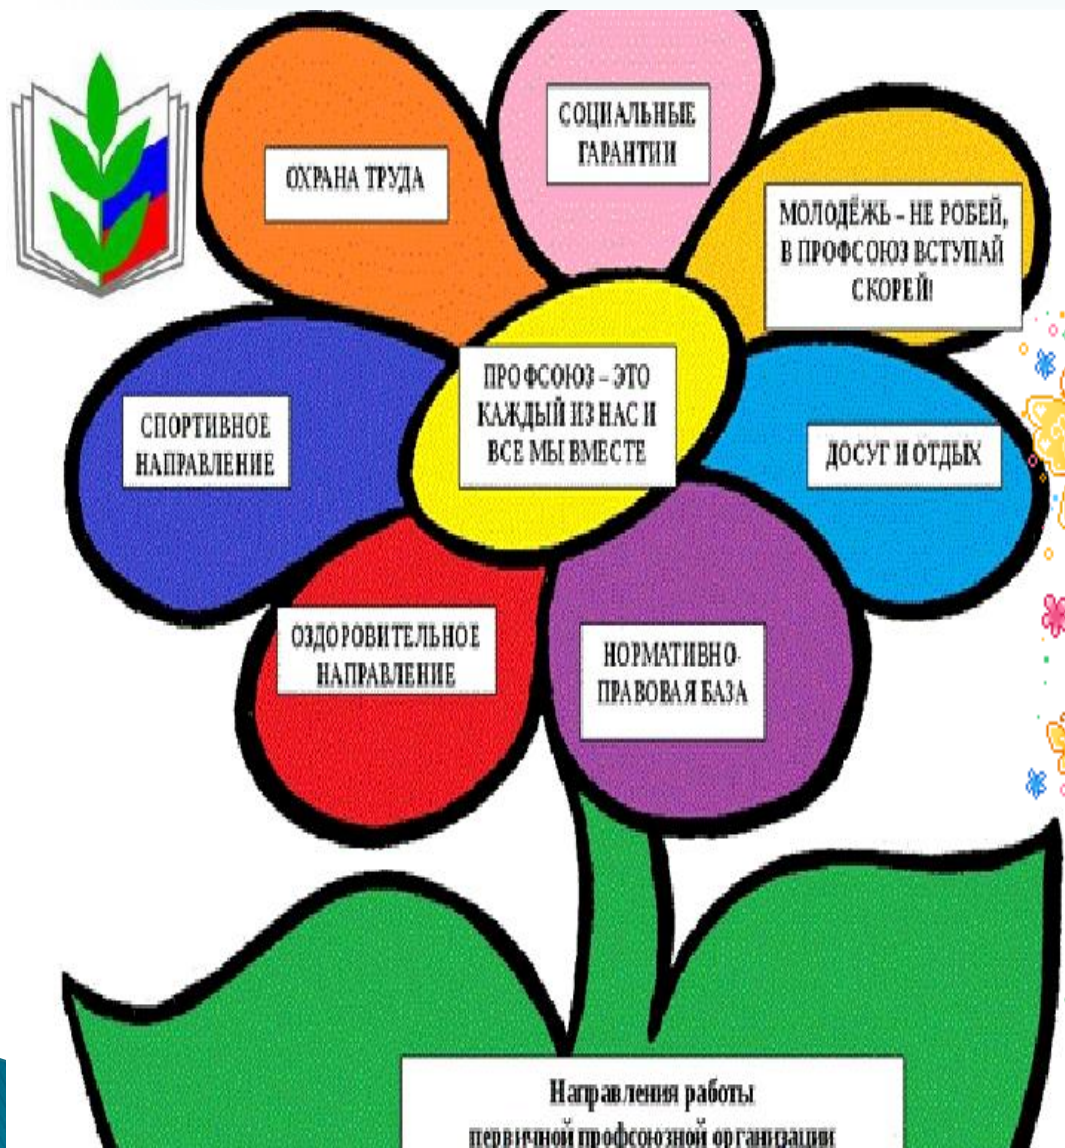 СОЦИАЛЬНЫЕ
ГАРАНТИИ
ОХРАНА ТРУДА
МОЛОДЁЖЬ – НЕ РОБЕЙ,
В ПРОФСОЮЗ ВСТУПАЙ
СКОРЕЙ!
ПРОФСОЮЗ – ЭТО
КАЖДЫЙ ИЗ НАС И
ВСЕ МЫ ВМЕСТЕ
СПОРТИВНОЕ
НАПРАВЛЕНИЕ
ДОСУГ И ОТДЫХ
ОЗДОРОВИТЕЛЬНОЕ
НАПРАВЛЕНИЕ
НОРМАТИВНО-
ПРАВОВАЯ БАЗА
Направления работы
первичной профсоюзной организации